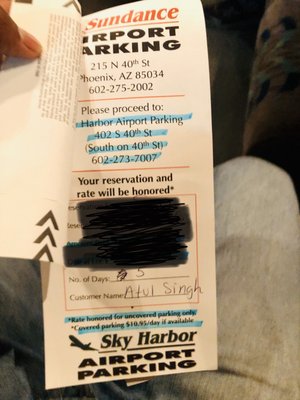 Sundance
AIRPORT
PARKING
215 N 40th St
Phoenix, AZ 85034
602-275-2002
Please proceed to:
Harbor Airport Parking
402 S 40th St
(South on 40th St)
602-273-7007
Your reservation and
rate will be honored*
No. of Days: 5
Customer Name: Atul Singh
*Rate honored for uncovered parking only.
*Covered parking $10.95/day if available
Sky Harbor
AIRPORT
PARKING